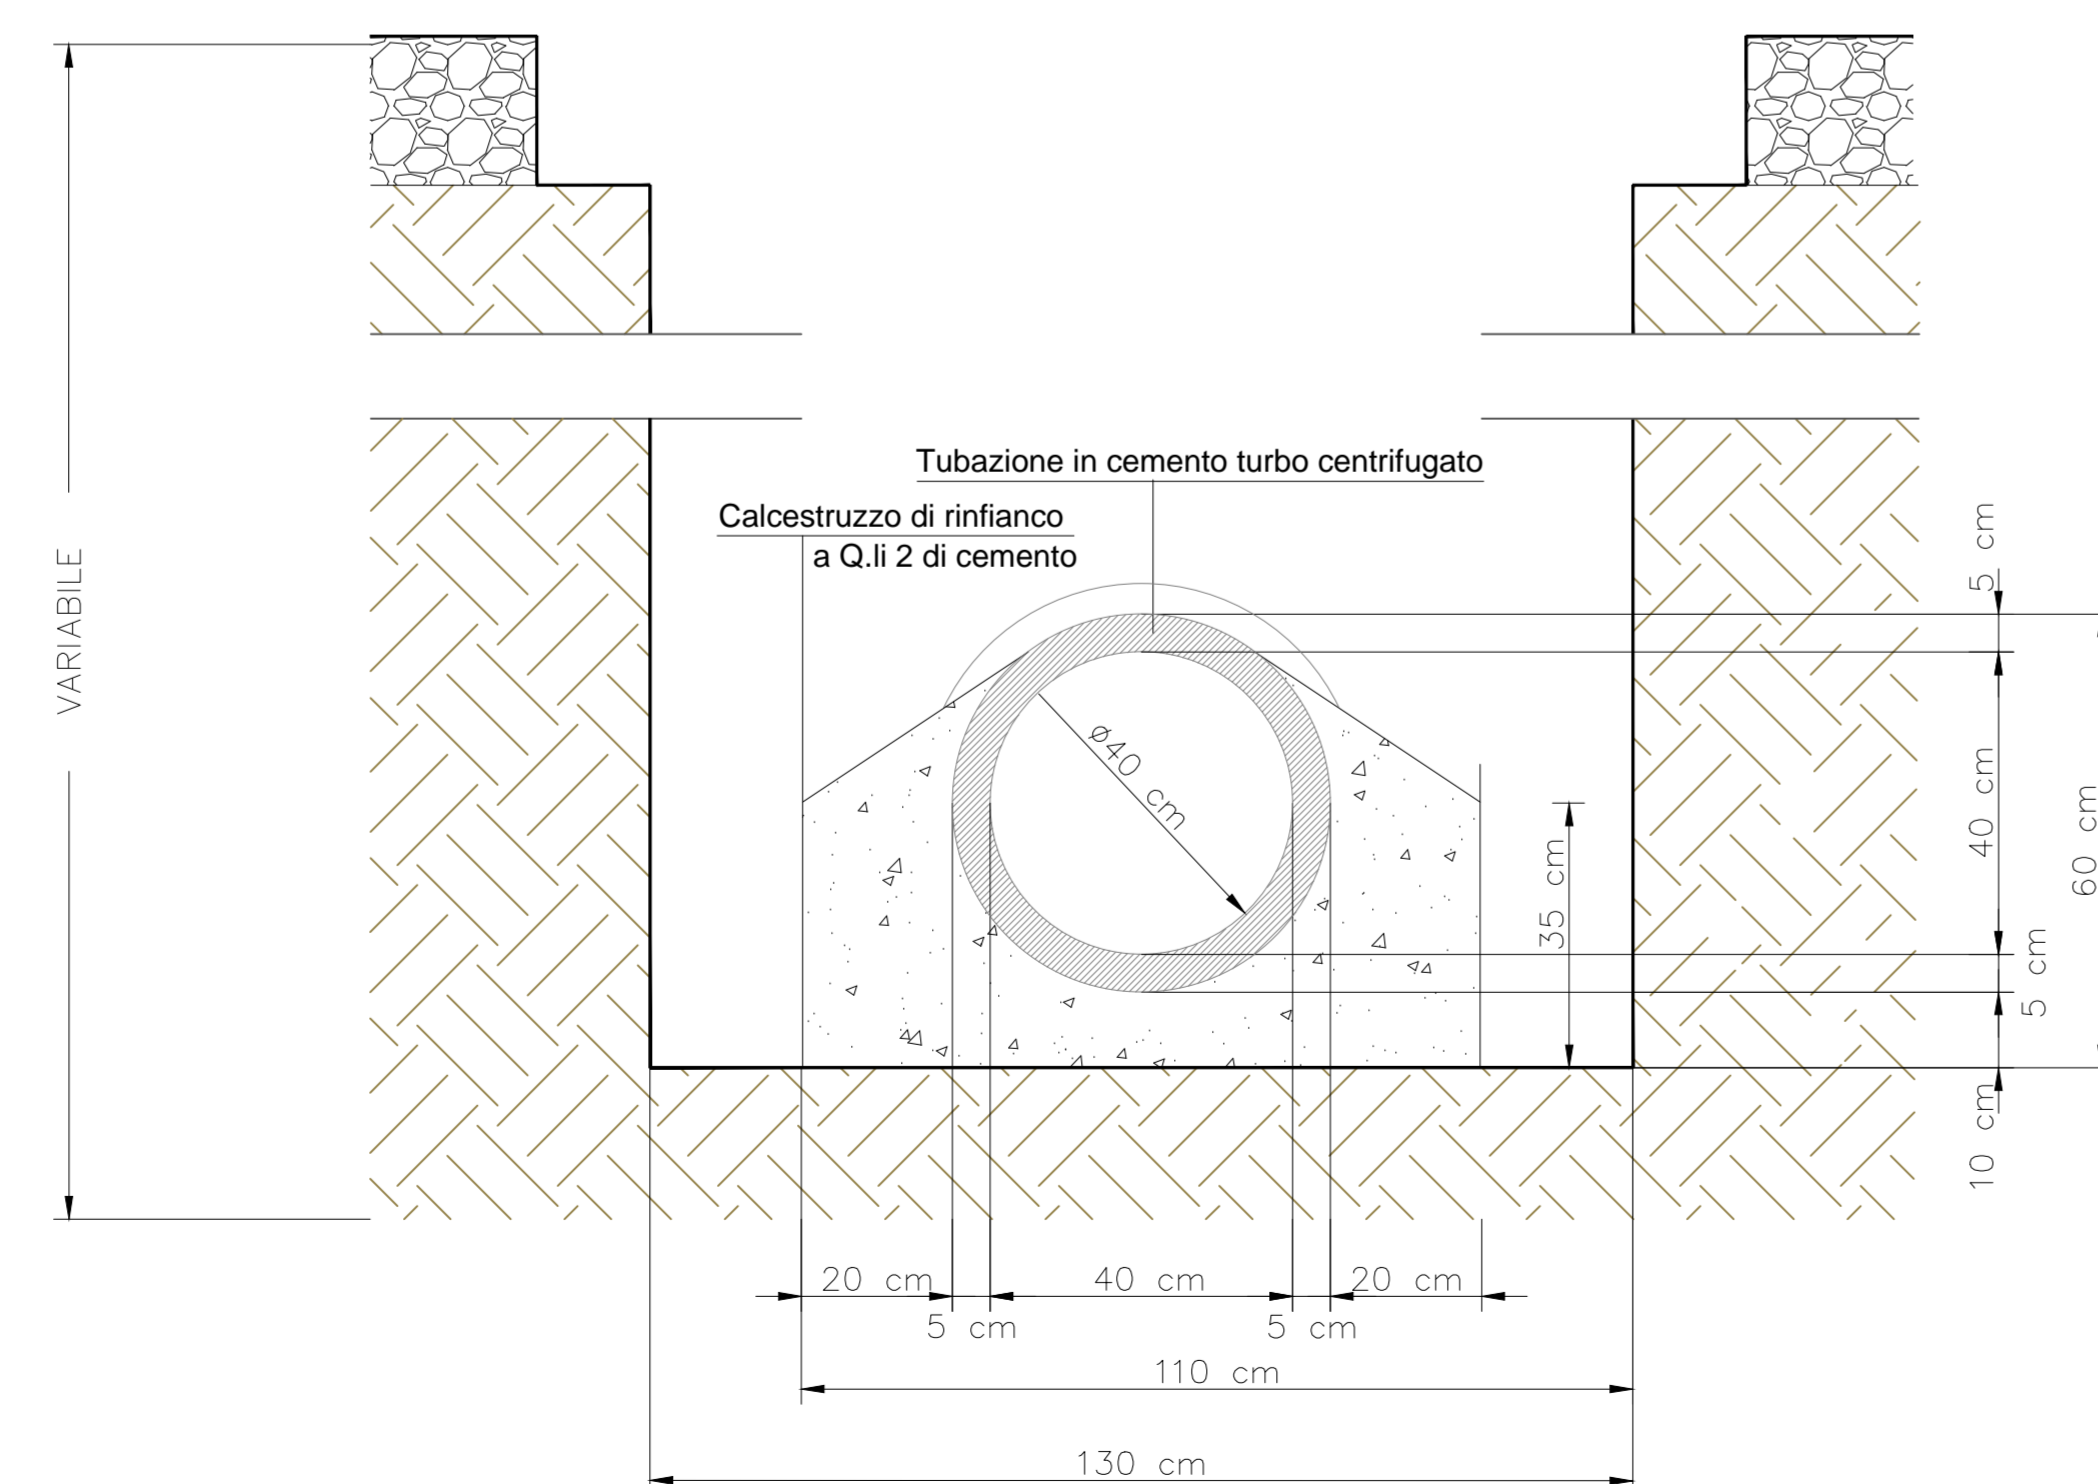 Tubazione in cemento turbo centrifugato
Calcestruzzo di rinfianco
a Q.li 2 di cemento
VARIABILE
ø40 cm
35 cm
5 cm
40 cm
60 cm
5 cm
10 cm
20 cm
40 cm
20 cm
5 cm
5 cm
110 cm
130 cm